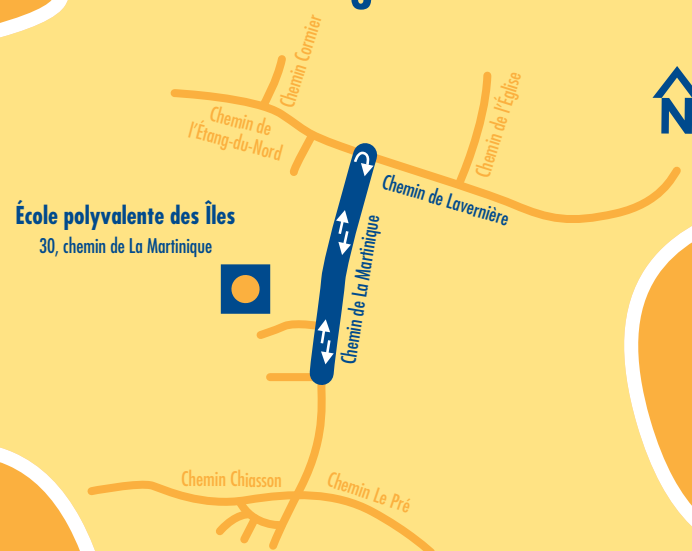 Chemin Cormier
Chemin de l'Église
N
Chemin de
l'Étang-du-Nord
Chemin de Lavernière
École polyvalente des Îles
30, chemin de La Martinique
Chemin de La Martinique
Chemin Chiasson
Chemin Le Pré